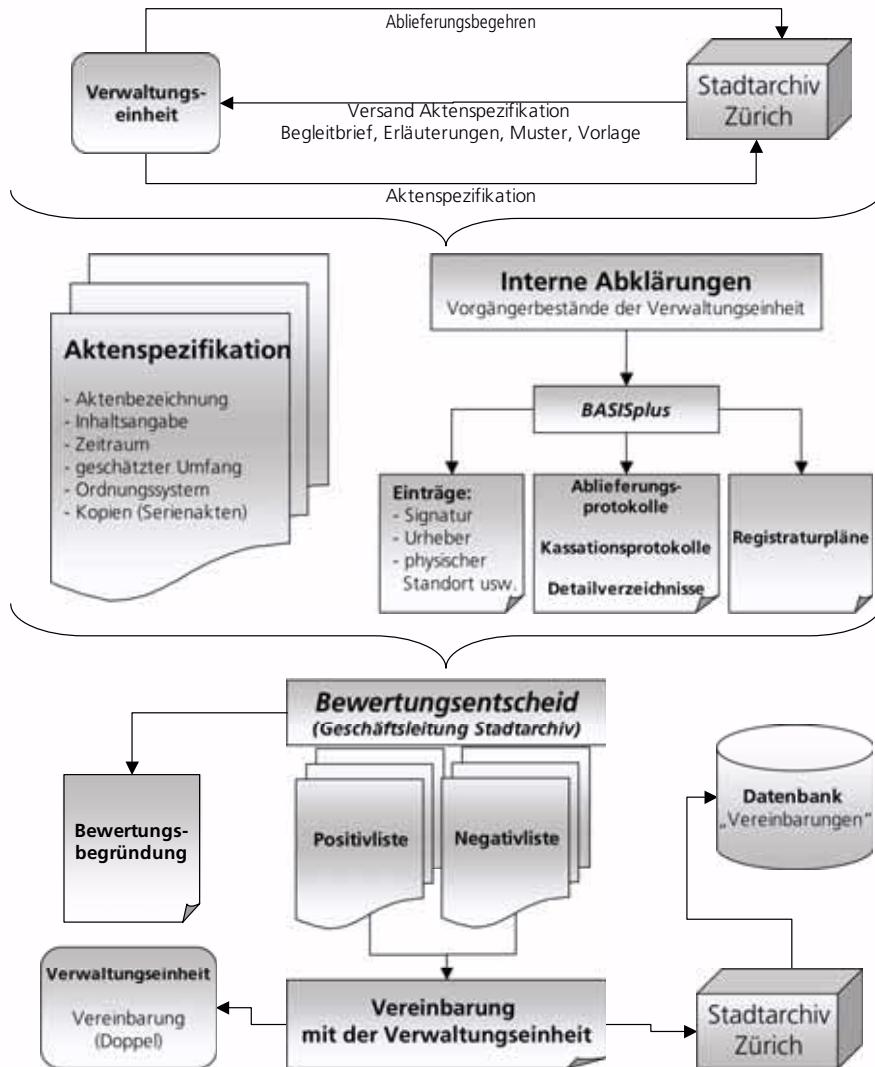 Ablieferungsbegehren
Verwaltungs-
einheit
Stadtarchiv
Zürich
Versand Aktenspezifikation
Begleitbrief, Erläuterungen, Muster, Vorlage
Aktenspezifikation
Aktenspezifikation
- Aktenbezeichnung
- Inhaltsangabe
- Zeitraum
- geschätzter Umfang
- Ordnungssystem
- Kopien (Serienakten)
Interne Abklärungen
Vorgängerbestände der Verwaltungseinheit
BASISplus
Einträge:
- Signatur
- Urheber
- physischer
Standort usw.
Ablieferungs-
protokolle
Kassationsprotokolle
Detailverzeichnisse
Registraturpläne
Bewertungsentscheid
(Geschäftsleitung Stadtarchiv)
Bewertungs-
begründung
Positivliste
Negativliste
Datenbank
„Vereinbarungen“
Verwaltungseinheit
Vereinbarung
(Doppel)
Vereinbarung
mit der Verwaltungseinheit
Stadtarchiv
Zürich